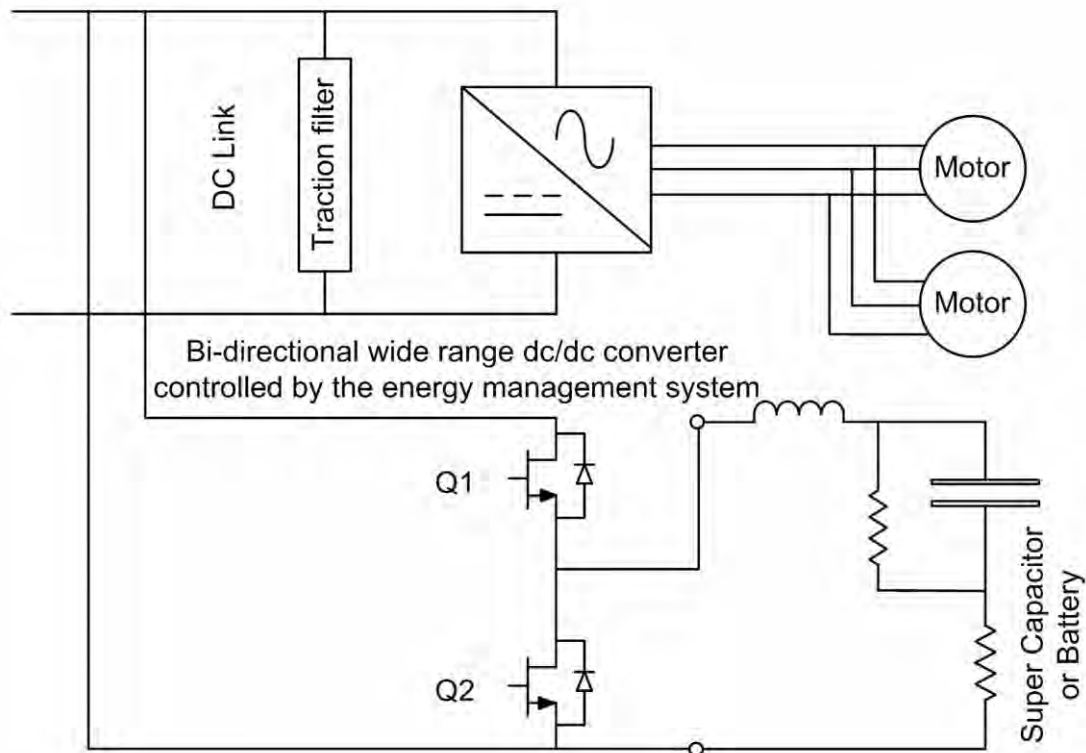 DC Link
Traction filter
Motor
Motor
Bi-directional wide range dc/dc converter
controlled by the energy management system
Q1
Q2
Super Capacitor
or Battery